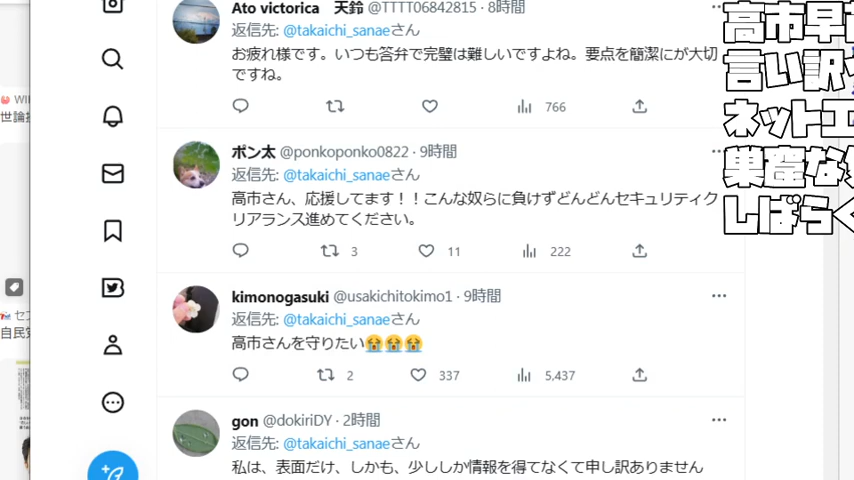 Ato victorica 天鈴 @TTTT06842815・8時間
返信先: @takaichi_sanaeさん
お疲れ様です。いつも答弁で完璧は難しいですよね。要点を簡潔にが大切
ですね。
766
ポン太 @ponkoponko0822・9時間
返信先: @takaichi_sanaeさん
高市さん、応援してます！！こんな奴らに負けずどんどんセキュリティク
リアランス進めてください。
3 11 222
kimonogasuki @usakichitokimo1・9時間
返信先: @takaichi_sanaeさん
高市さんを守りたい😭😭😭
2 337 5,437
gon @dokiriDY・2時間
返信先: @takaichi_sanaeさん
私は、表面だけ、しかも、少ししか情報を得てなくて申し訳ありません
高市早
言い訳
ネット工
巣窟な
しばらく
WI
世論
セ
自民